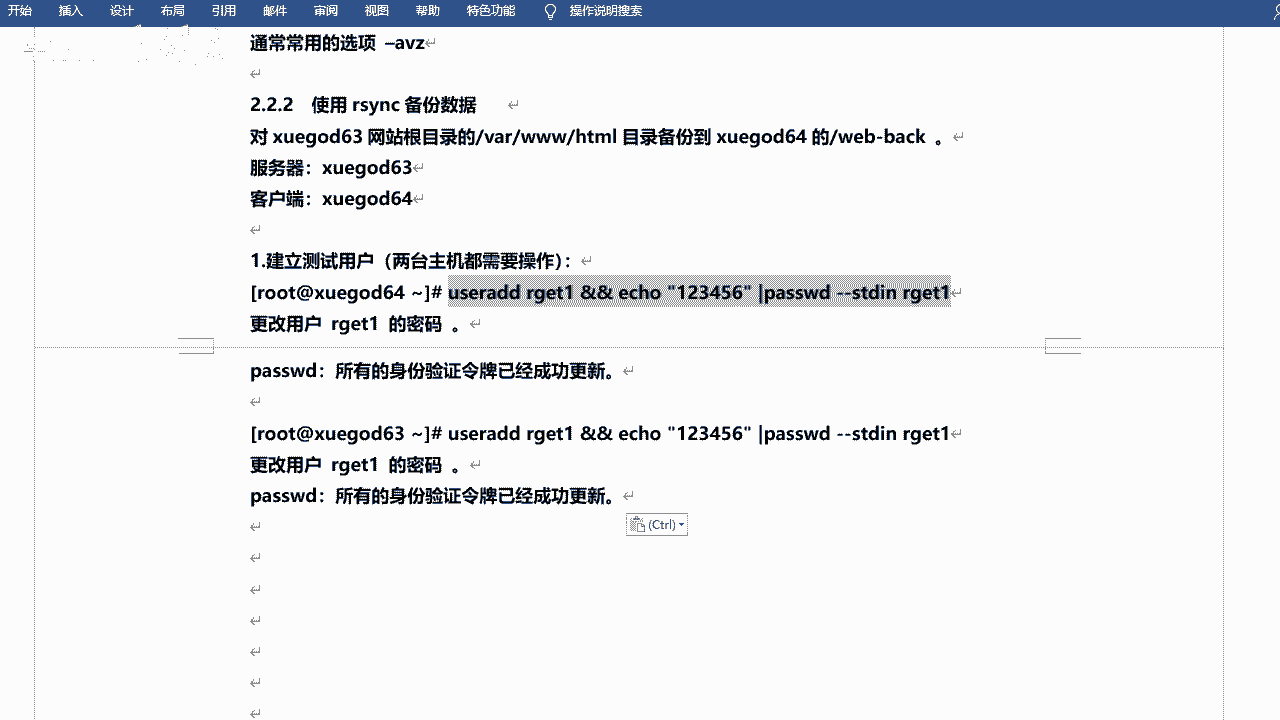 开始 插入 设计 布局 引用 邮件 审阅 视图 帮助 特色功能 操作说明搜索
通常常用的选项 –avz
2.2.2 使用 rsync 备份数据
对 xuegod63 网站根目录的/var/www/html 目录备份到 xuegod64 的/web-back 。
服务器：xuegod63
客户端：xuegod64
1.建立测试用户（两台主机都需要操作）：
[root@xuegod64 ~]# useradd rget1 && echo "123456" |passwd --stdin rget1
更改用户 rget1 的密码 。
passwd：所有的身份验证令牌已经成功更新。
[root@xuegod63 ~]# useradd rget1 && echo "123456" |passwd --stdin rget1
更改用户 rget1 的密码 。
passwd：所有的身份验证令牌已经成功更新。
(Ctrl)